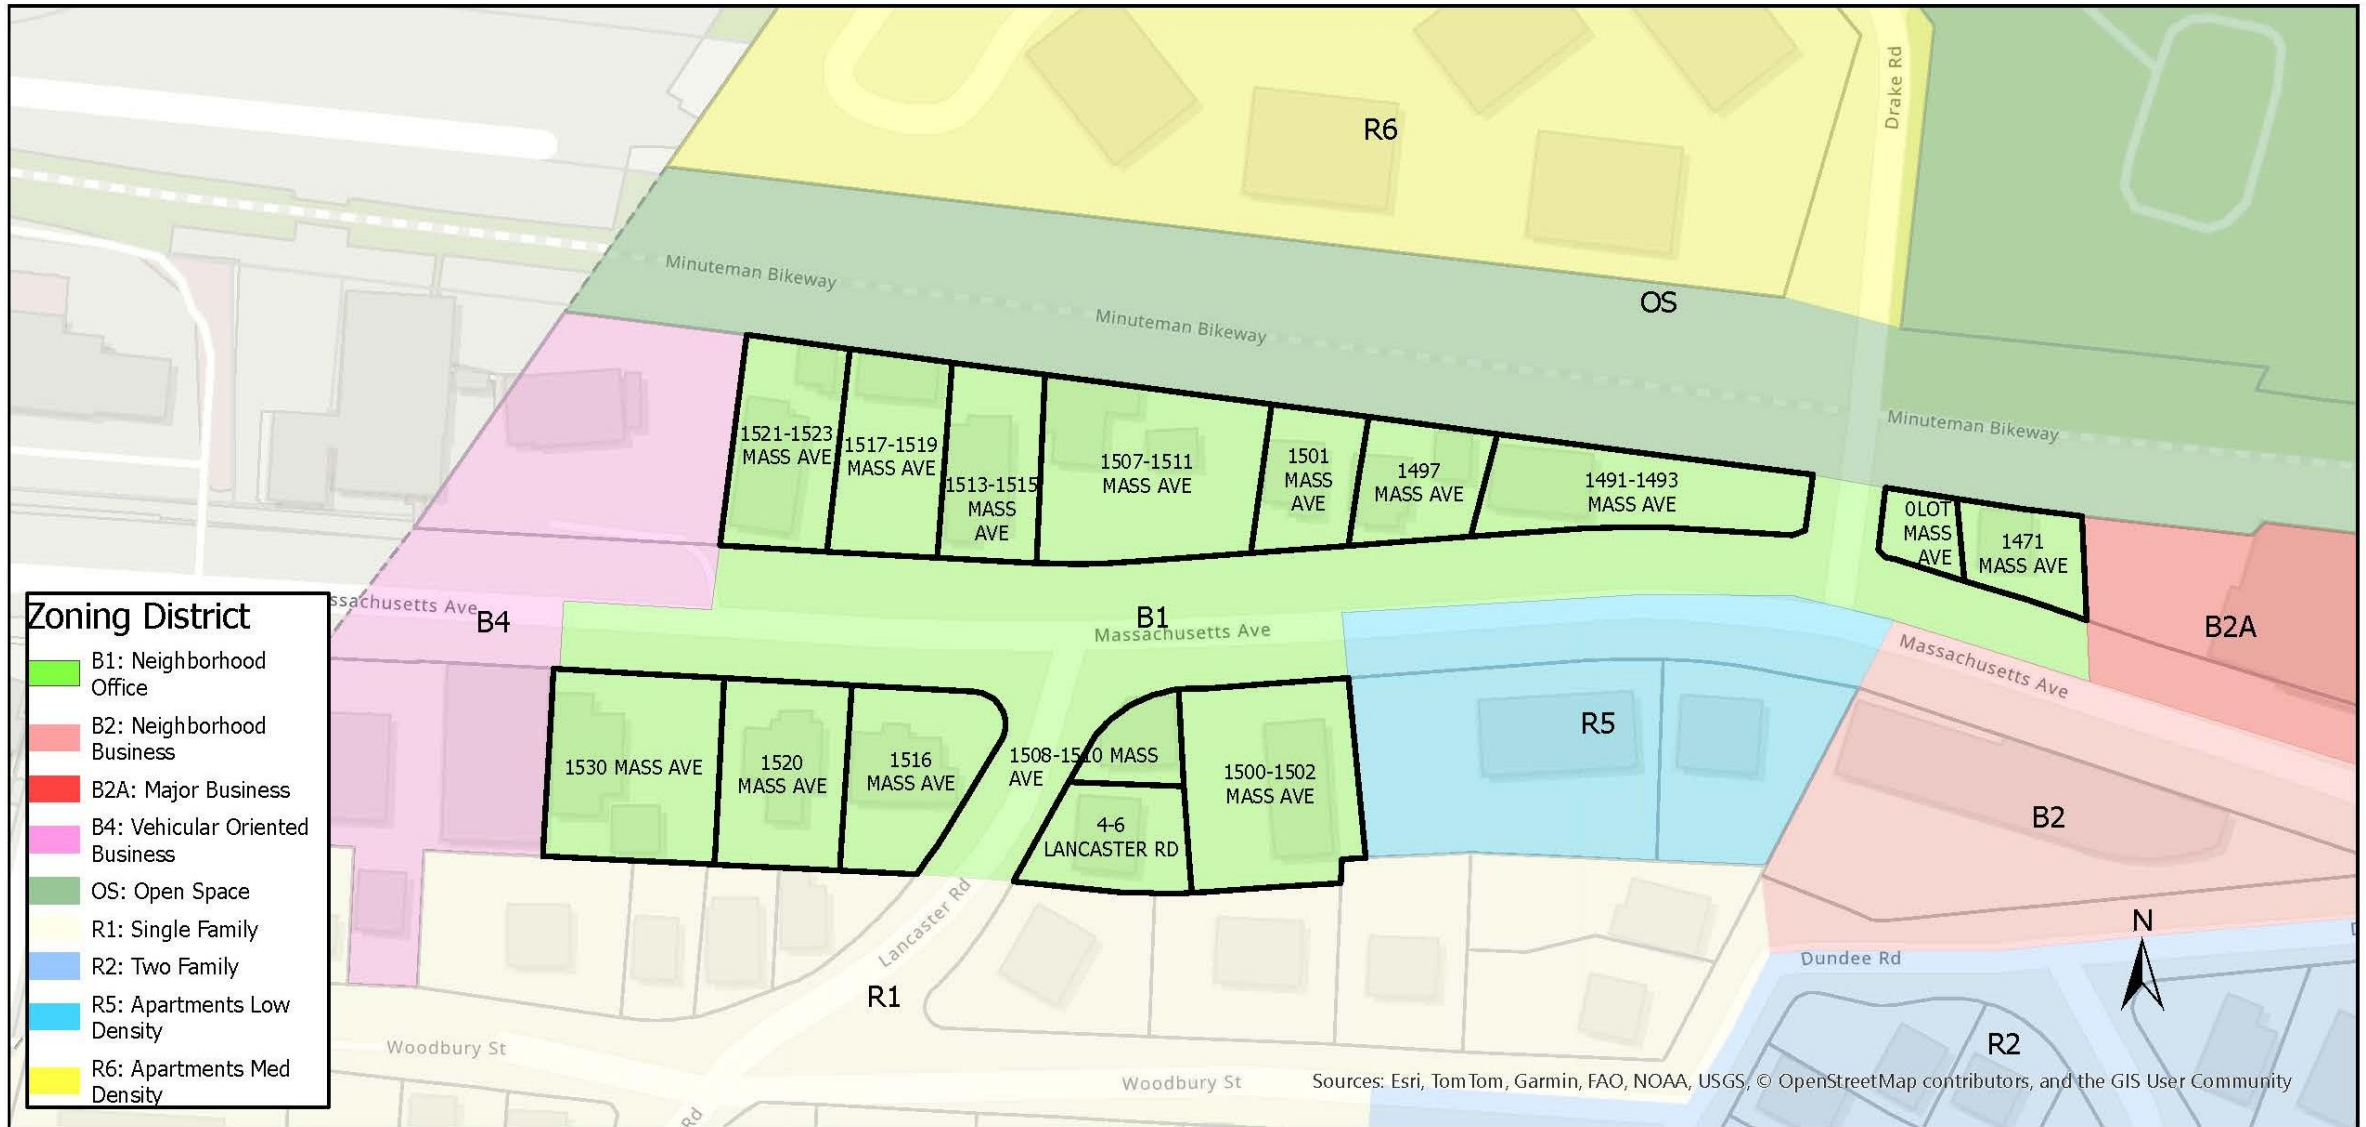 Drake Rd
R6
Minuteman Bikeway
OS
Minuteman Bikeway
Minuteman Bikeway
1521-1523
MASS AVE
1517-1519
MASS AVE
1513-1515
MASS
AVE
1507-1511
MASS AVE
1501
MASS
AVE
1497
MASS AVE
1491-1493
MASS AVE
0LOT
MASS
AVE
1471
MASS AVE
ssachusetts Ave
B4
B1
Massachusetts Ave
Massachusetts Ave
B2A
1530 MASS AVE
1520
MASS AVE
1516
MASS AVE
1508-1510 MASS
AVE
4-6
LANCASTER RD
1500-1502
MASS AVE
R5
B2
Zoning District
B1: Neighborhood
Office
B2: Neighborhood
Business
B2A: Major Business
B4: Vehicular Oriented
Business
OS: Open Space
R1: Single Family
R2: Two Family
R5: Apartments Low
Density
R6: Apartments Med
Density
Lancaster Rd
R1
Dundee Rd
N
R2
Woodbury St
Woodbury St
Rd
Sources: Esri, TomTom, Garmin, FAO, NOAA, USGS, © OpenStreetMap contributors, and the GIS User Community